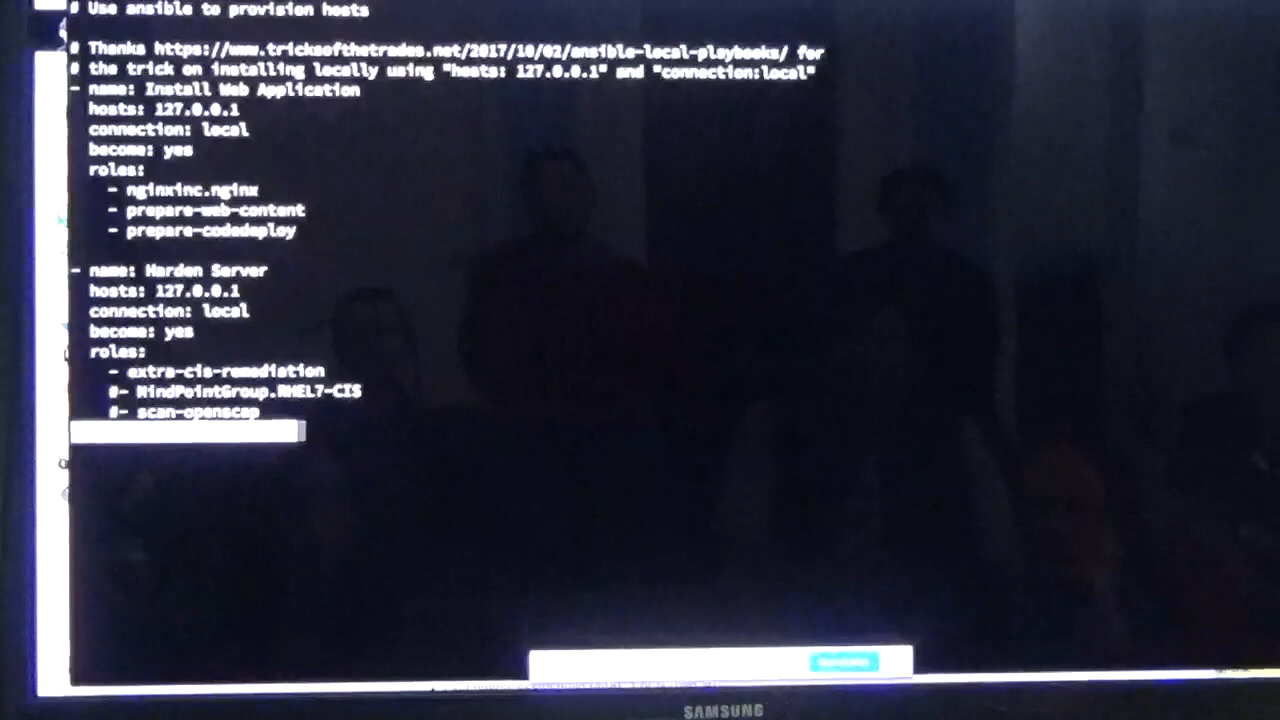 # Use ansible to provision hosts
# Thanks https://www.tricksofthetrades.net/2017/10/02/ansible-local-playbooks/ for
# the trick on installing locally using "hosts: 127.0.0.1" and "connection:local"
- name: Install Web Application
hosts: 127.0.0.1
connection: local
become: yes
roles:
- nginxinc.nginx
- prepare-web-content
- prepare-codedeploy
- name: Harden Server
hosts: 127.0.0.1
connection: local
become: yes
roles:
- extra-cis-remediation
#- MindPointGroup.RHEL7-CIS
#- scan-openscap
SAMSUNG